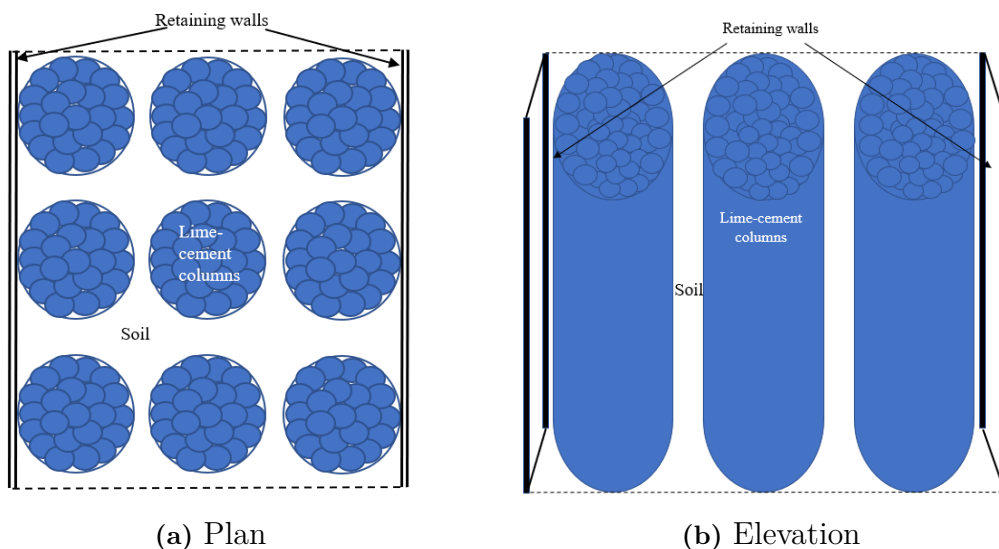 Retaining walls
Lime-
cement
columns
Soil
(a) Plan
Retaining walls
Lime-cement
columns
Soil
(b) Elevation